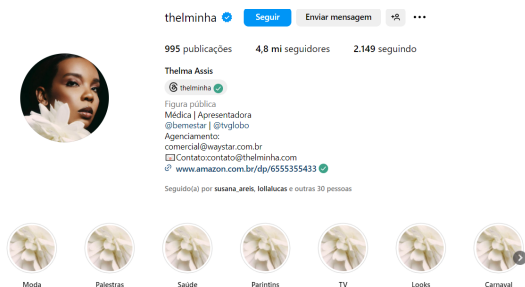 thelminha Seguir Enviar mensagem
995 publicações 4,8 mi seguidores 2.149 seguindo
Thelma Assis
thelminha
Figura pública
Médica | Apresentadora
@bemestar | @tvglobo
Agenciamento:
comercial@waystar.com.br
Contato:contato@thelminha.com
www.amazon.com.br/dp/6555355433
Seguido(a) por susana_areis, lollalucas e outras 30 pessoas
Moda Palestras Saúde Parintins TV Looks Carnaval